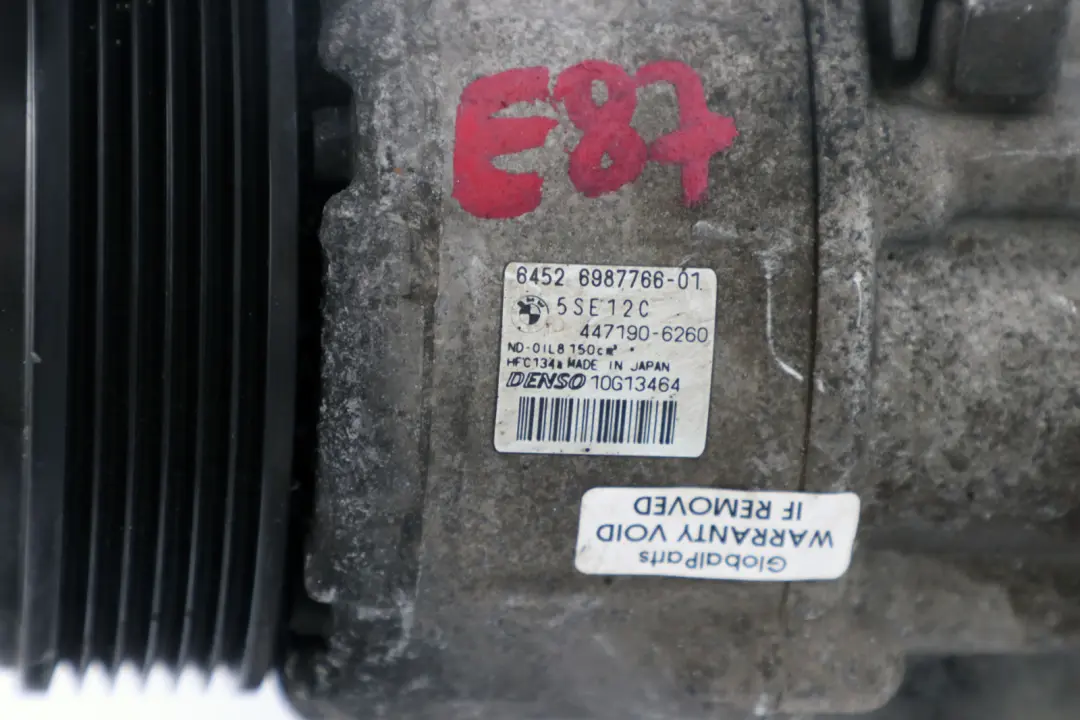 E87
6452 6987766-01
BMW
5SE12C
447190-6260
ND-OIL8 150cm³
HFC134a MADE IN JAPAN
DENSO 10G13464
GlobalParts
WARRANTY VOID
IF REMOVED